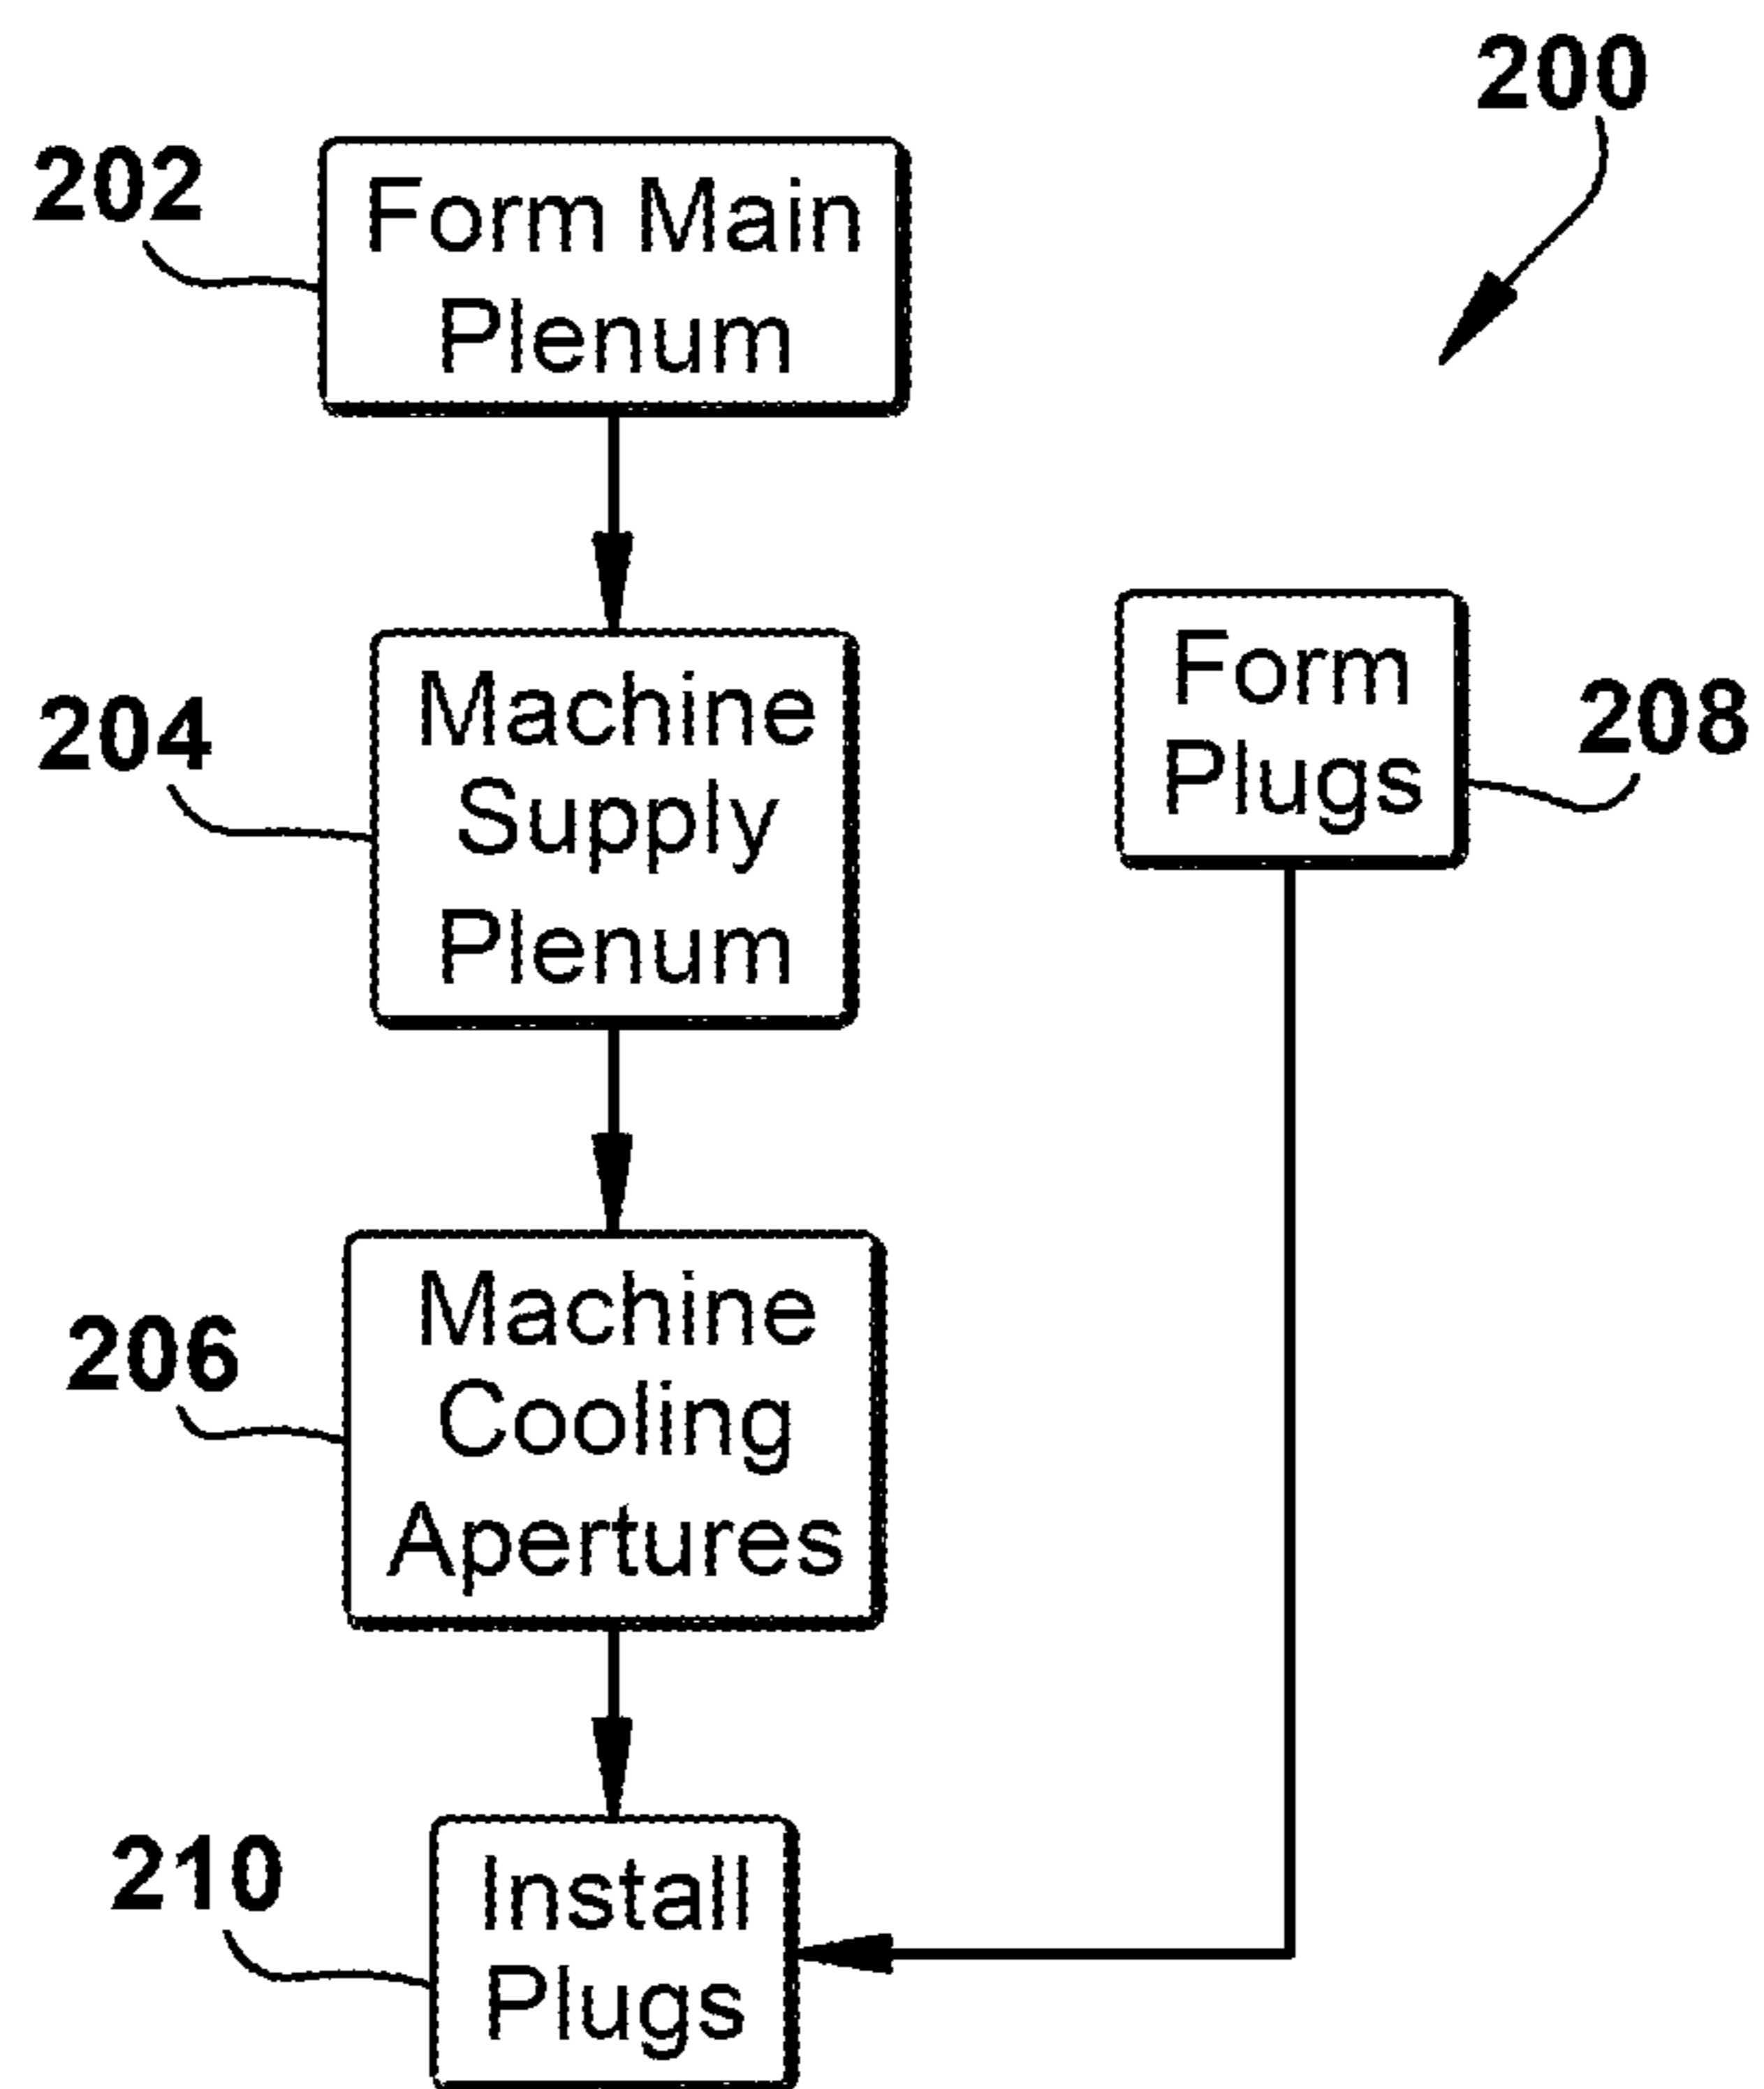 200
202
Form Main
Plenum
204
Machine
Supply
Plenum
Form
Plugs
208
206
Machine
Cooling
Apertures
210
Install
Plugs